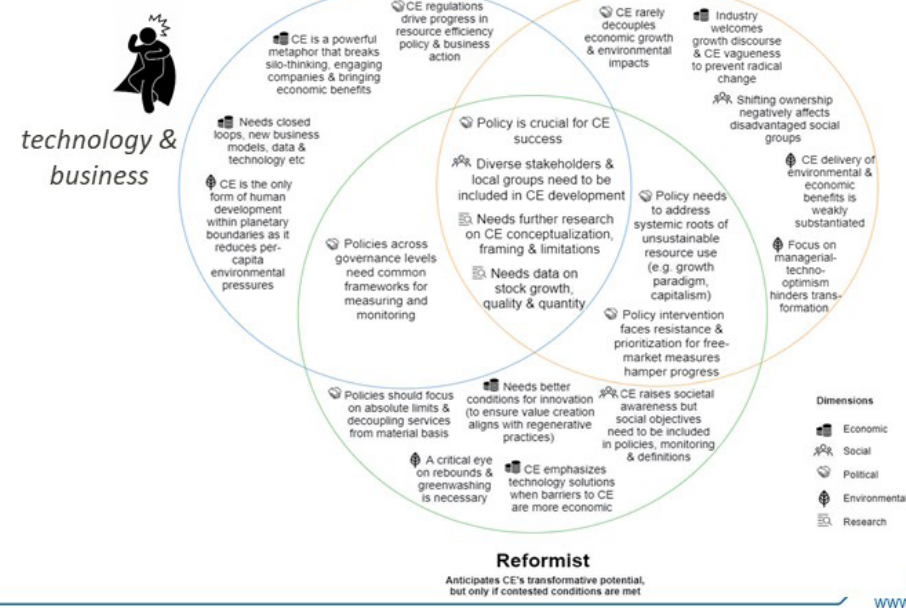 CE regulations
drive progress in
resource efficiency
policy & business
action
CE is a powerful
metaphor that breaks
silo-thinking, engaging
companies & bringing
economic benefits
CE rarely
decouples
economic growth
& environmental
impacts
Industry
welcomes
growth discourse
& CE vagueness
to prevent radical
change
technology &
business
Needs closed
loops, new business
models, data &
technology etc
CE is the only
form of human
development
within planetary
boundaries as it
reduces per-
capita
environmental
pressures
Policy is crucial for CE
success
Diverse stakeholders &
local groups need to be
included in CE development
Needs further research
on CE conceptualization,
framing & limitations
Needs data on
stock growth,
quality & quantity
Shifting ownership
negatively affects
disadvantaged social
groups
CE delivery of
environmental &
economic
benefits is
weakly
substantiated
Focus on
managerial-
techno-
optimism
hinders trans-
formation
Policies across
governance levels
need common
frameworks for
measuring and
monitoring
Policy needs
to address
systemic roots of
unsustainable
resource use
(e.g. growth
paradigm,
capitalism)
Policy intervention
faces resistance &
prioritization for free-
market measures
hamper progress
Policies should focus
on absolute limits &
decoupling services
from material basis
Needs better
conditions for innovation
(to ensure value creation
aligns with regenerative
practices)
CE raises societal
awareness but
social objectives
need to be included
in policies, monitoring
& definitions
A critical eye
on rebounds &
greenwashing
is necessary
CE emphasizes
technology solutions
when barriers to CE
are more economic
Dimensions
Economic
Social
Political
Environmental
Research
Reformist
Anticipates CE's transformative potential,
but only if contested conditions are met
www